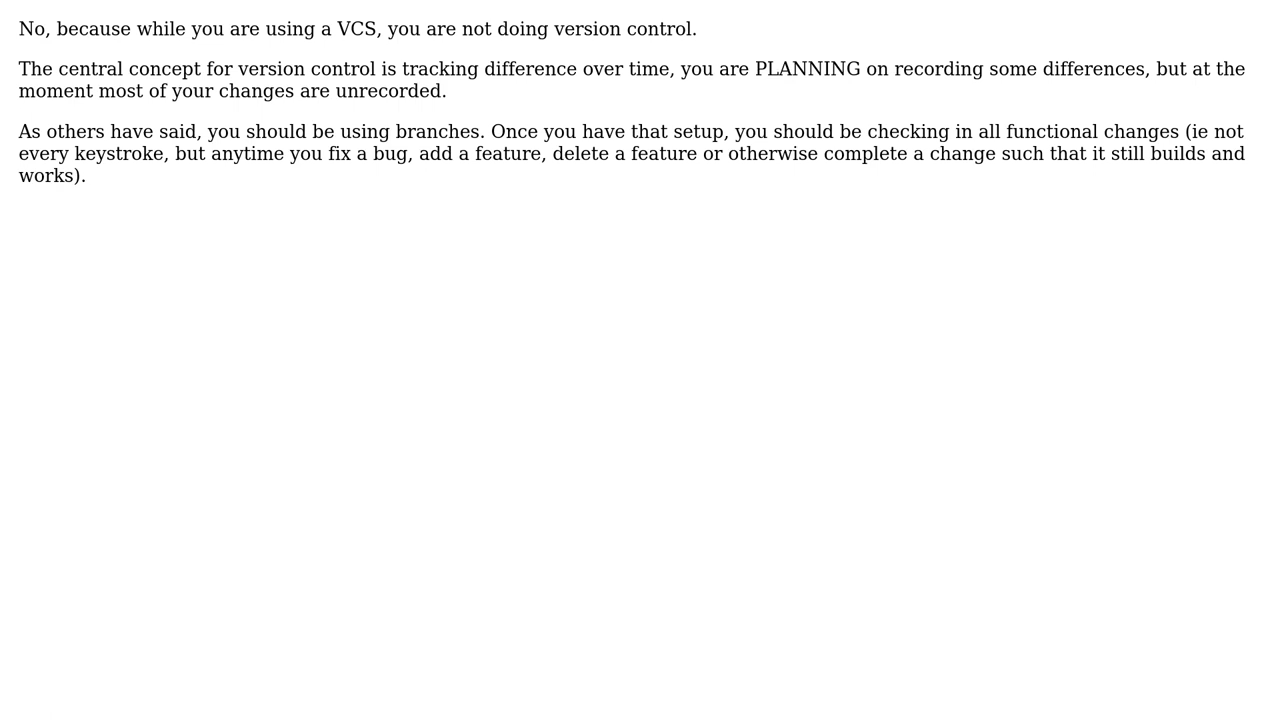 No, because while you are using a VCS, you are not doing version control.
The central concept for version control is tracking difference over time, you are PLANNING on recording some differences, but at the
moment most of your changes are unrecorded.
As others have said, you should be using branches. Once you have that setup, you should be checking in all functional changes (ie not
every keystroke, but anytime you fix a bug, add a feature, delete a feature or otherwise complete a change such that it still builds and
works).